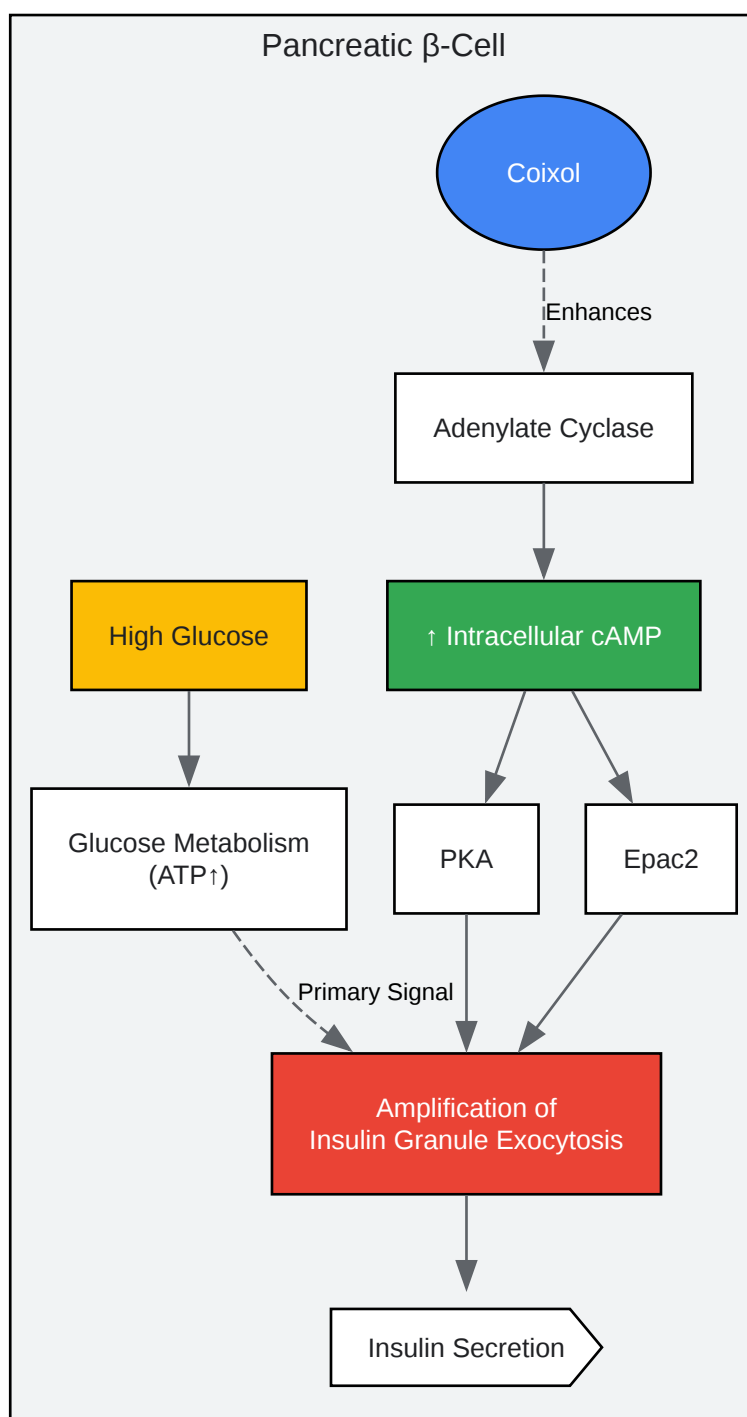 Pancreatic β-Cell
Coixol
Enhances
Adenylate Cyclase
High Glucose
↑ Intracellular cAMP
Glucose Metabolism
(ATP↑)
PKA
Epac2
Primary Signal
Amplification of
Insulin Granule Exocytosis
Insulin Secretion